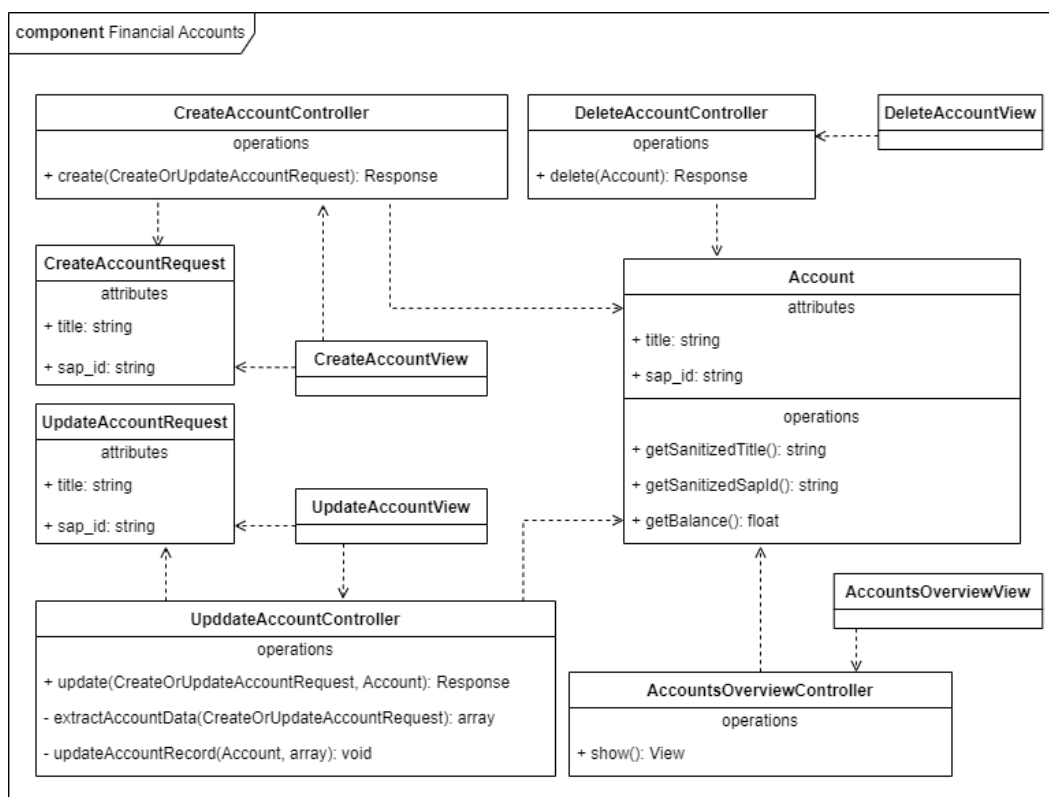 component Financial Accounts
CreateAccountController
operations
+ create(CreateOrUpdateAccountRequest): Response
DeleteAccountController
operations
+ delete(Account): Response
DeleteAccountView
CreateAccountRequest
attributes
+ title: string
+ sap_id: string
CreateAccountView
Account
attributes
+ title: string
+ sap_id: string
operations
+ getSanitizedTitle(): string
+ getSanitizedSapId(): string
+ getBalance(): float
UpdateAccountRequest
attributes
+ title: string
+ sap_id: string
UpdateAccountView
AccountsOverviewView
UpddateAccountController
operations
+ update(CreateOrUpdateAccountRequest, Account): Response
- extractAccountData(CreateOrUpdateAccountRequest): array
- updateAccountRecord(Account, array): void
AccountsOverviewController
operations
+ show(): View